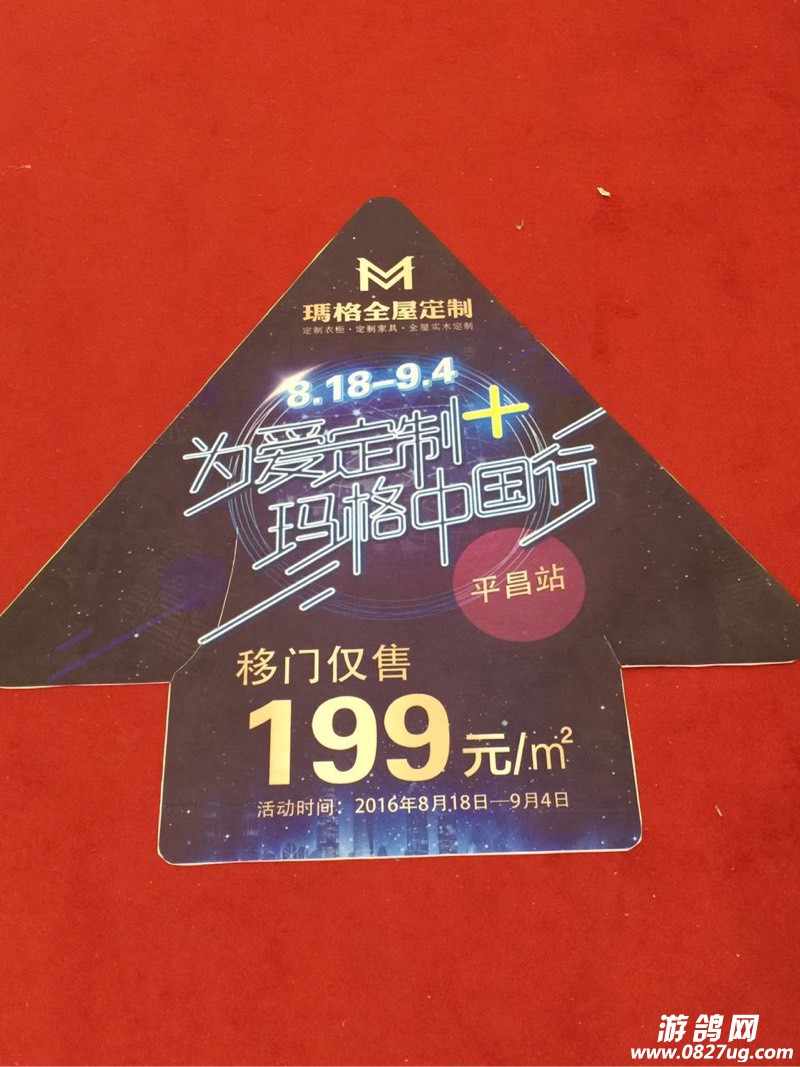 M
瑪格全屋定制
定制衣柜·定制家具·全屋实木定制
8.18-9.4
为爱定制+
玛格中国行
平昌站
移门仅售
199元/m²
活动时间：2016年8月18日—9月4日
游鸽网
www.0827ug.com